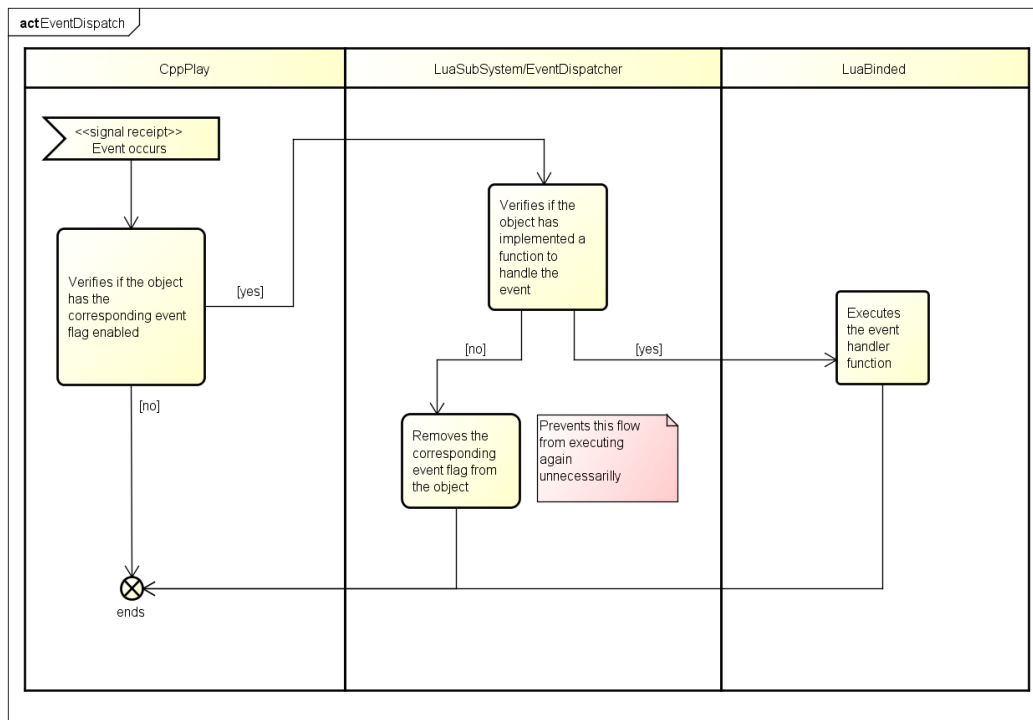 act EventDispatch
CppPlay
LuaSubSystem/EventDispatcher
LuaBinded
<<signal receipt>>
Event occurs
Verifies if the object
has the
corresponding event
flag enabled
[yes]
[no]
Verifies if the
object has
implemented a
function to
handle the
event
[no]
[yes]
Executes
the event
handler
function
Removes the
corresponding
event flag from
the object
Prevents this flow
from executing
again
unnecessarilly
ends